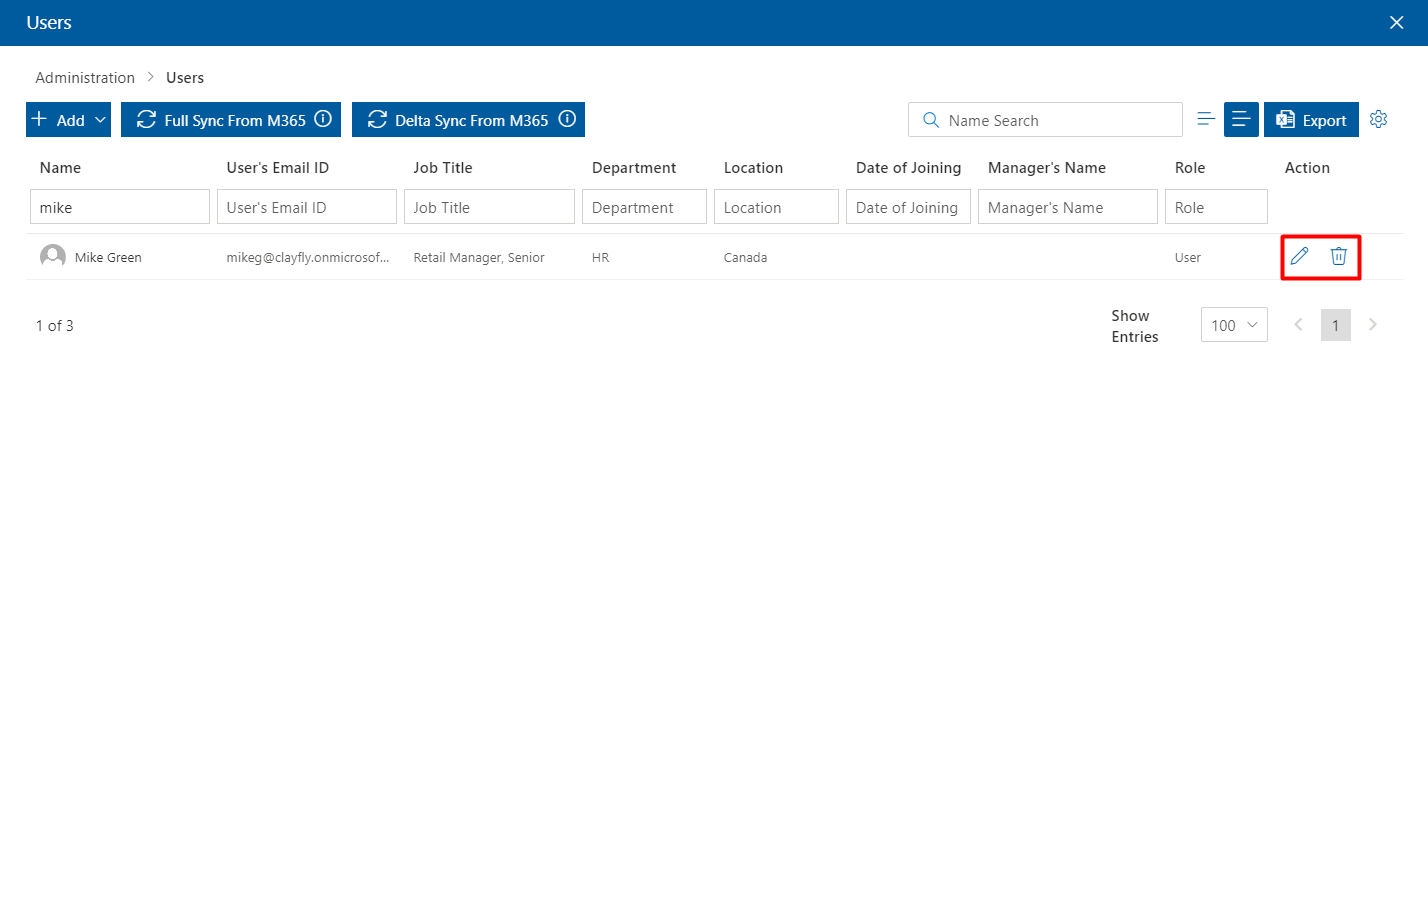 Users
Administration > Users
Add Full Sync From M365 Delta Sync From M365 Name Search Export
Name User's Email ID Job Title Department Location Date of Joining Manager's Name Role Action
mike User's Email ID Job Title Department Location Date of Joining Manager's Name Role
Mike Green mikeg@clayfly.onmicrosof... Retail Manager, Senior HR Canada User
1 of 3 Show Entries 100 1